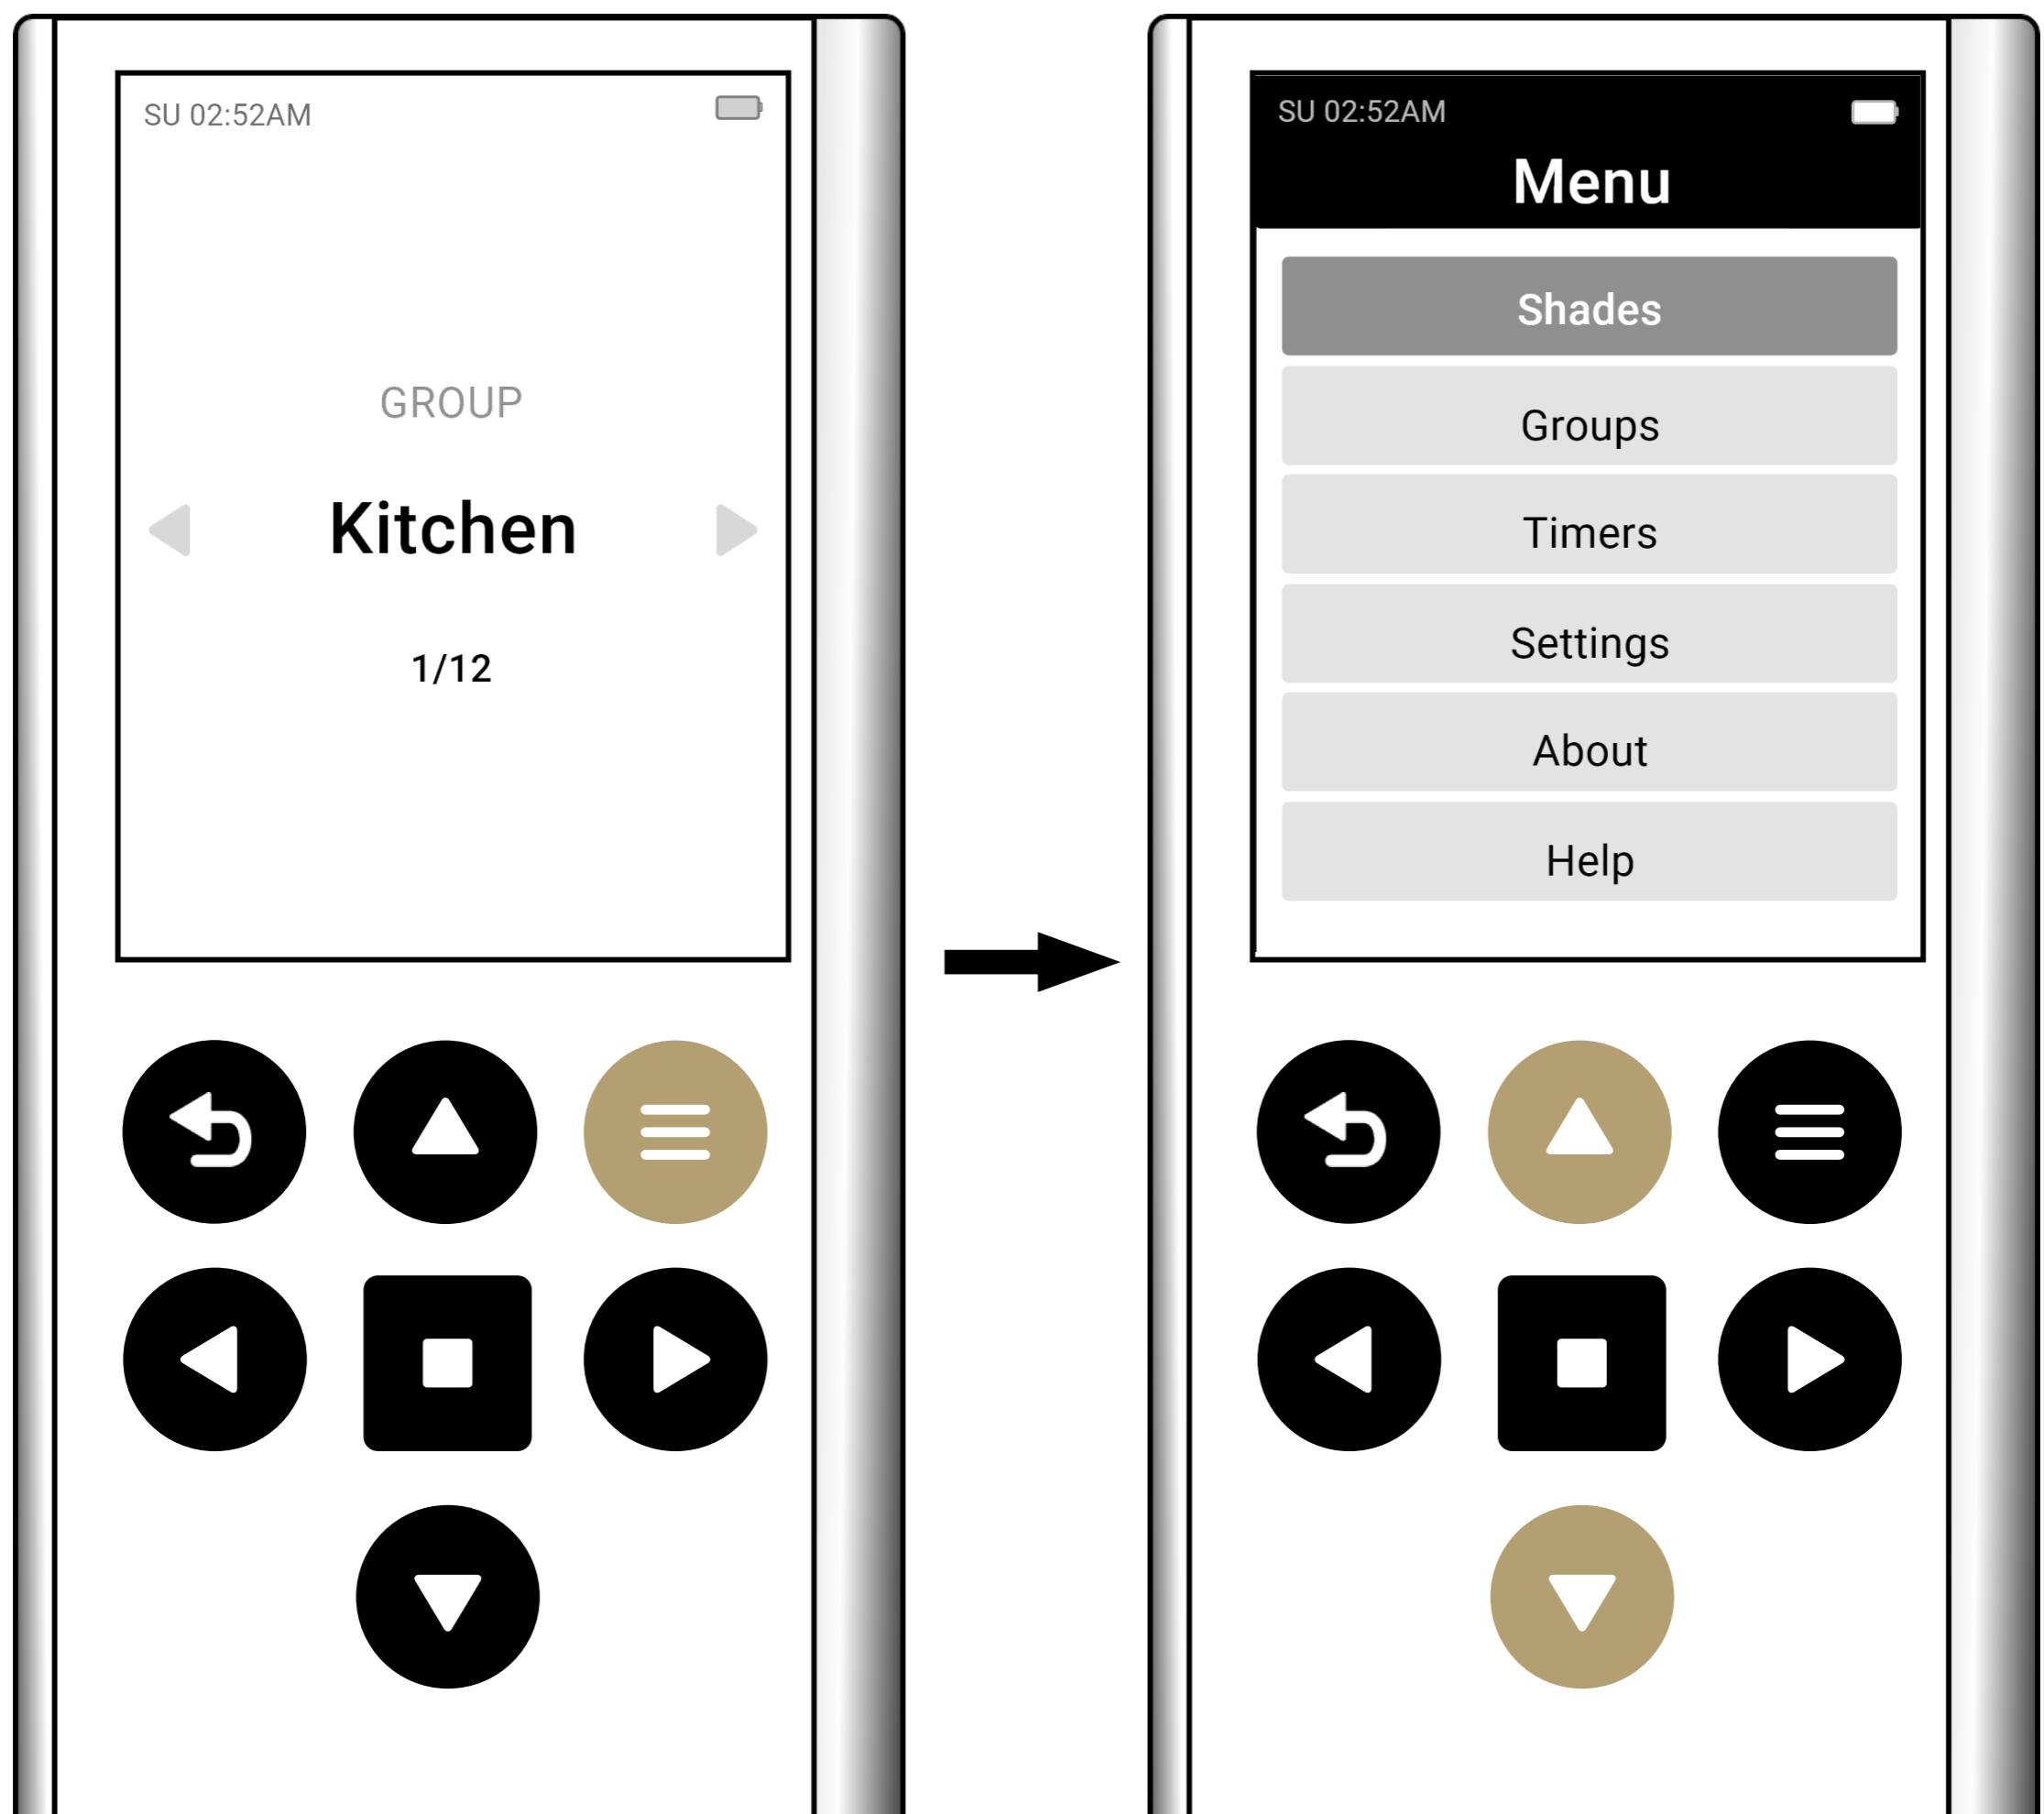 SU 02:52AM
GROUP
Kitchen
1/12
SU 02:52AM
Menu
Shades
Groups
Timers
Settings
About
Help